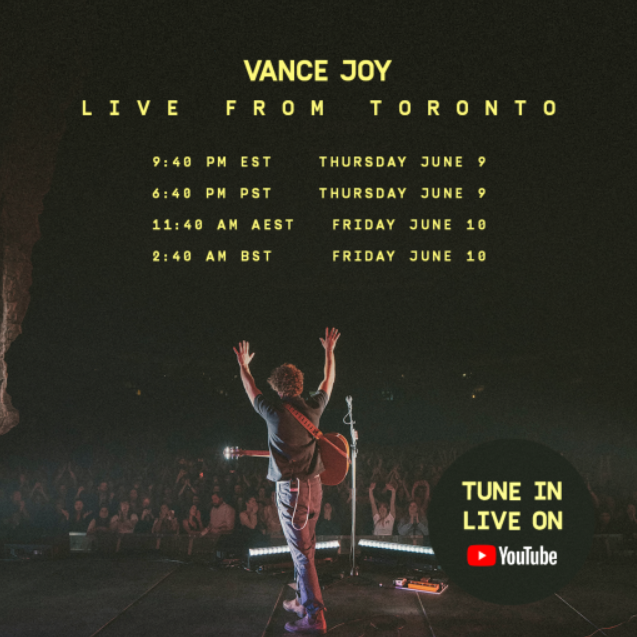 VANCE JOY
LIVE FROM TORONTO
9:40 PM EST THURSDAY JUNE 9
6:40 PM PST THURSDAY JUNE 9
11:40 AM AEST FRIDAY JUNE 10
2:40 AM BST FRIDAY JUNE 10
TUNE IN
LIVE ON
YouTube